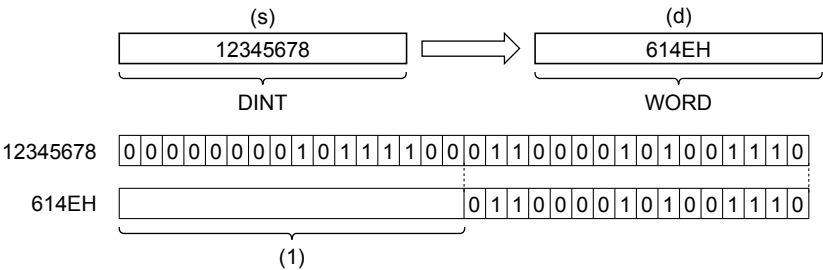 (s) (d)
12345678 614EH
DINT WORD
12345678 0 0 0 0 0 0 0 0 1 0 1 1 1 1 0 0 0 1 1 0 0 0 0 1 0 1 0 0 1 1 1 0
614EH 0 1 1 0 0 0 0 1 0 1 0 0 1 1 1 0
(1)